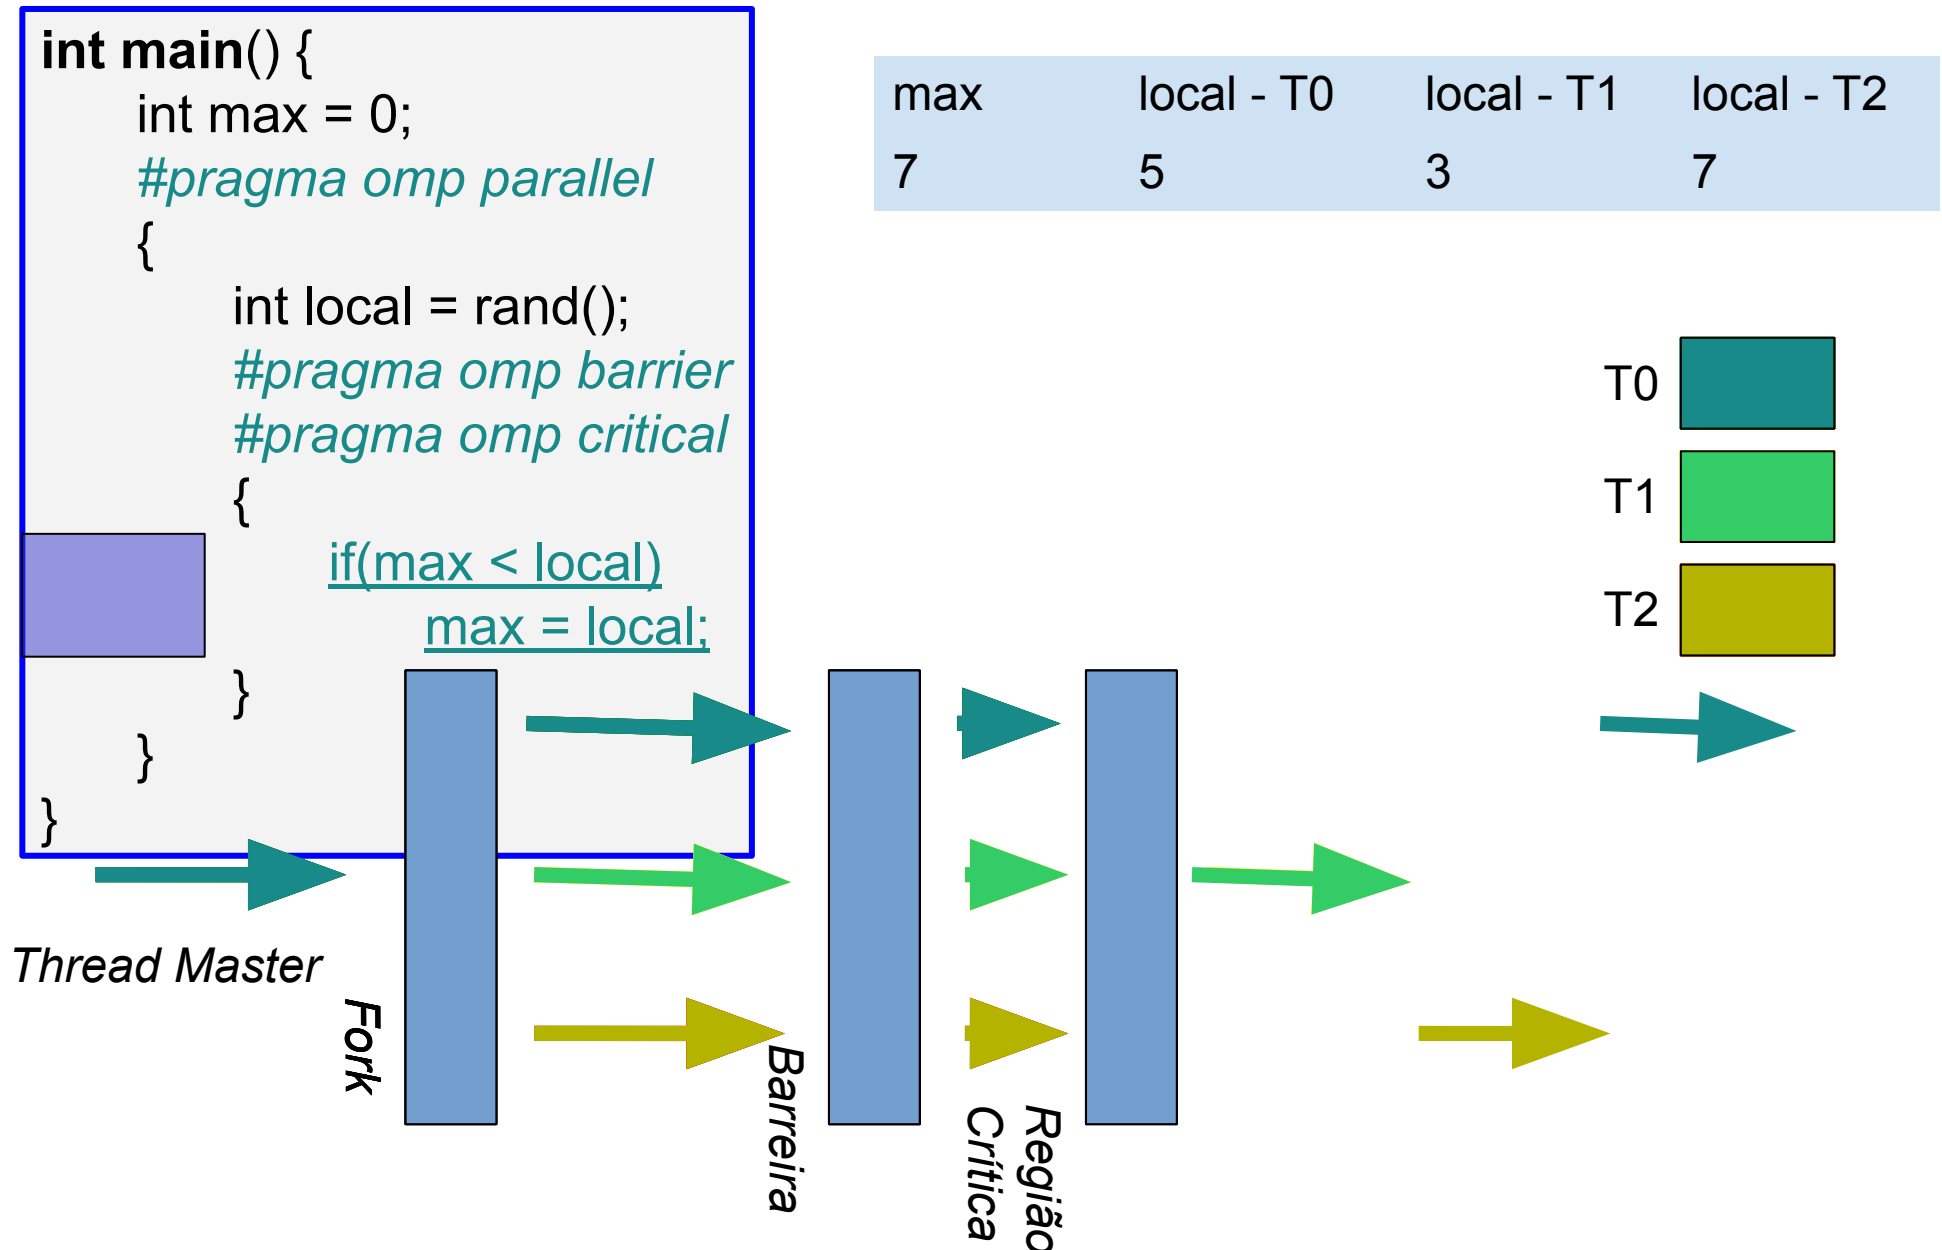 int main() {
int max = 0;
#pragma omp parallel
{
int local = rand();
#pragma omp barrier
#pragma omp critical
{
if(max < local)
max = local;
}
}
}
max local - T0 local - T1 local - T2
7 5 3 7
T0
T1
T2
Thread Master
Fork
Barreira
Região
Crítica